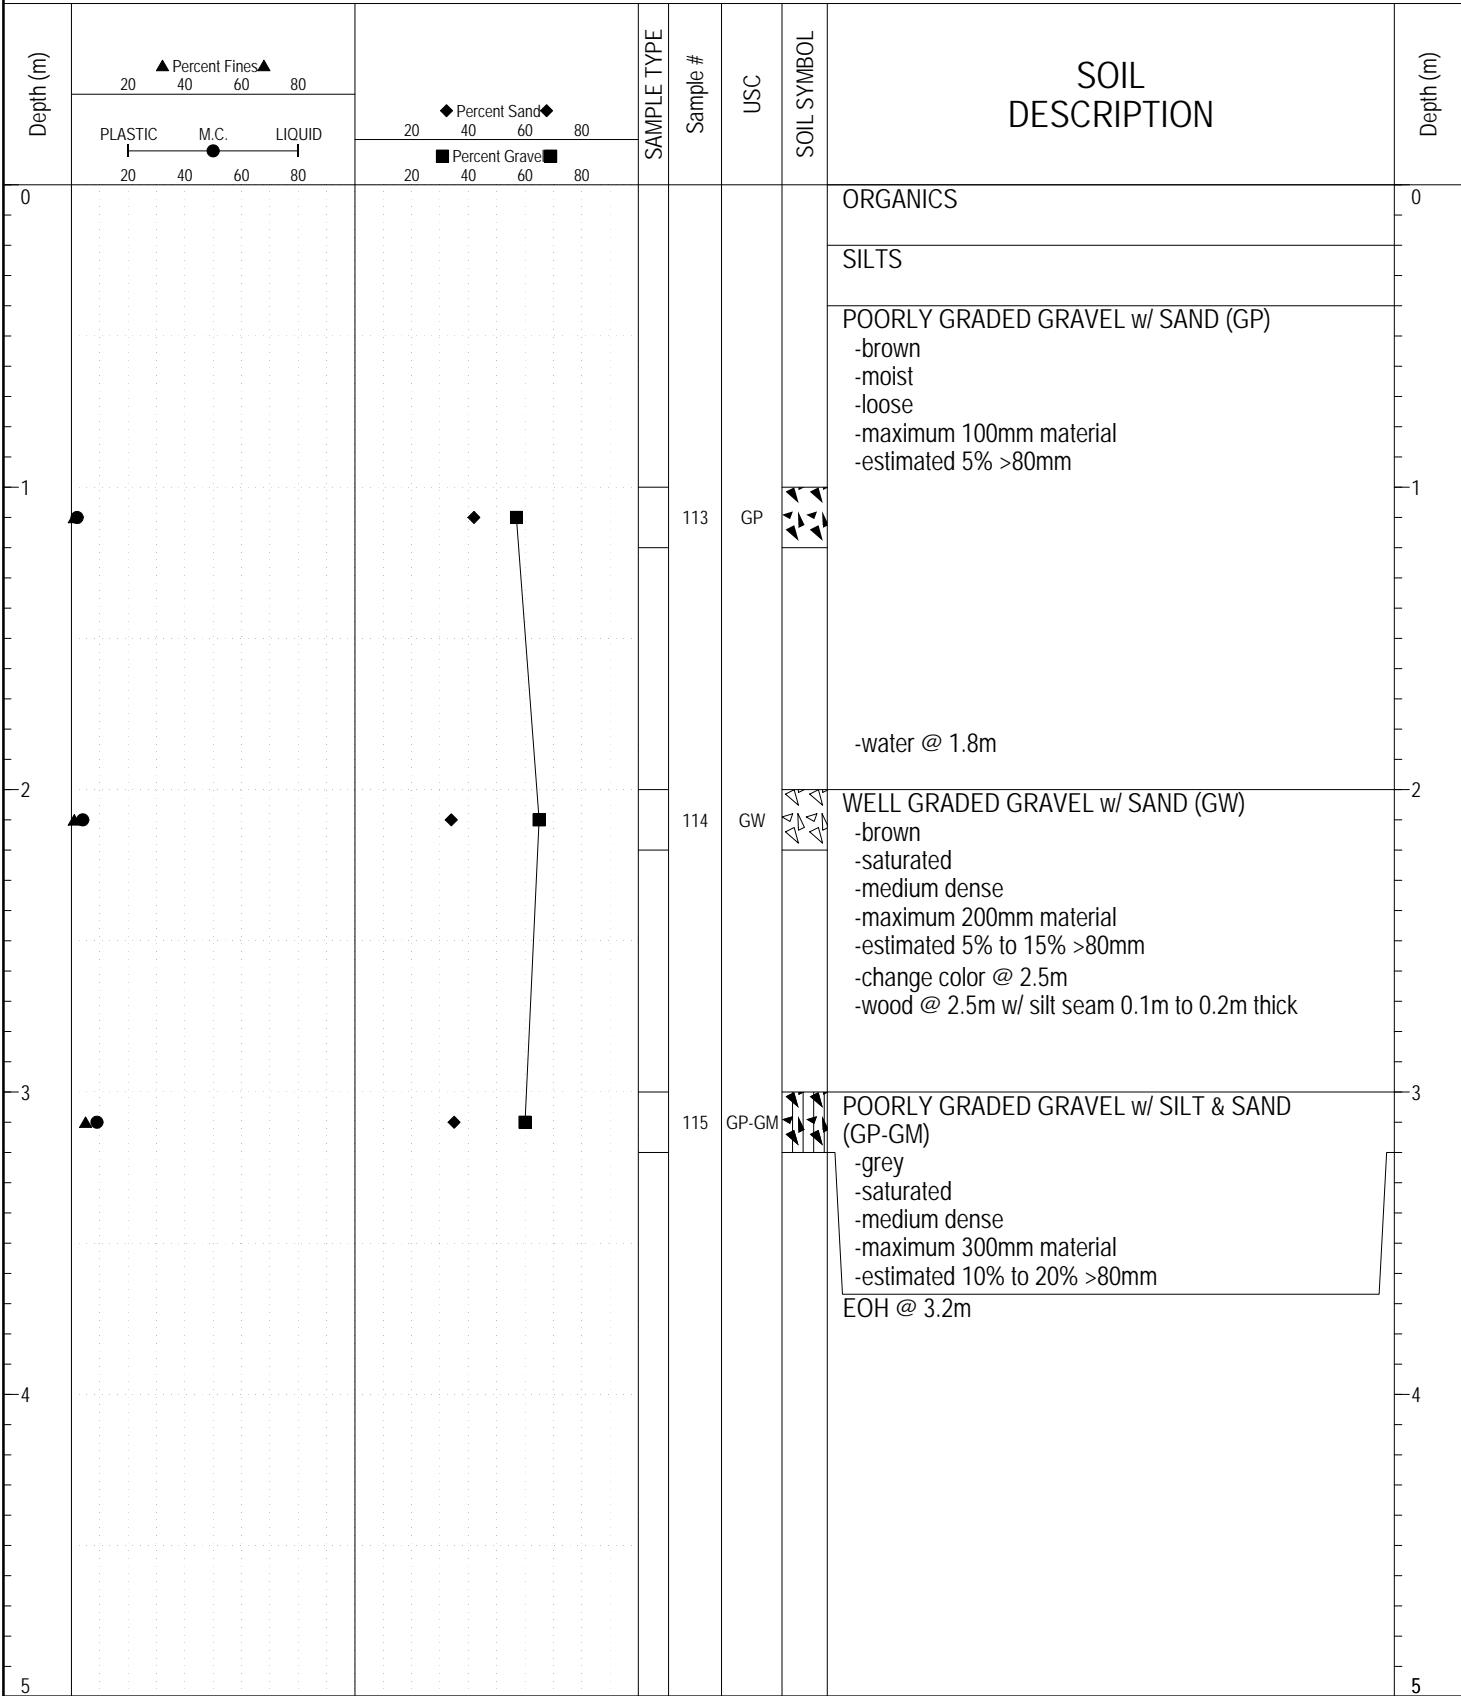 Depth (m)
▲ Percent Fines▲
20 40 60 80
PLASTIC M.C. LIQUID
20 40 60 80
◆ Percent Sand◆
20 40 60 80
■ Percent Gravel■
20 40 60 80
SAMPLE TYPE
Sample #
USC
SOIL SYMBOL
SOIL
DESCRIPTION
Depth (m)
0 ORGANICS 0
SILTS
POORLY GRADED GRAVEL w/ SAND (GP)
-brown
-moist
-loose
-maximum 100mm material
-estimated 5% >80mm
1 1
113 GP
-water @ 1.8m
2 2
WELL GRADED GRAVEL w/ SAND (GW)
114 GW
-brown
-saturated
-medium dense
-maximum 200mm material
-estimated 5% to 15% >80mm
-change color @ 2.5m
-wood @ 2.5m w/ silt seam 0.1m to 0.2m thick
3 3
POORLY GRADED GRAVEL w/ SILT & SAND
115 GP-GM
(GP-GM)
-grey
-saturated
-medium dense
-maximum 300mm material
-estimated 10% to 20% >80mm
EOH @ 3.2m
4 4
5 5